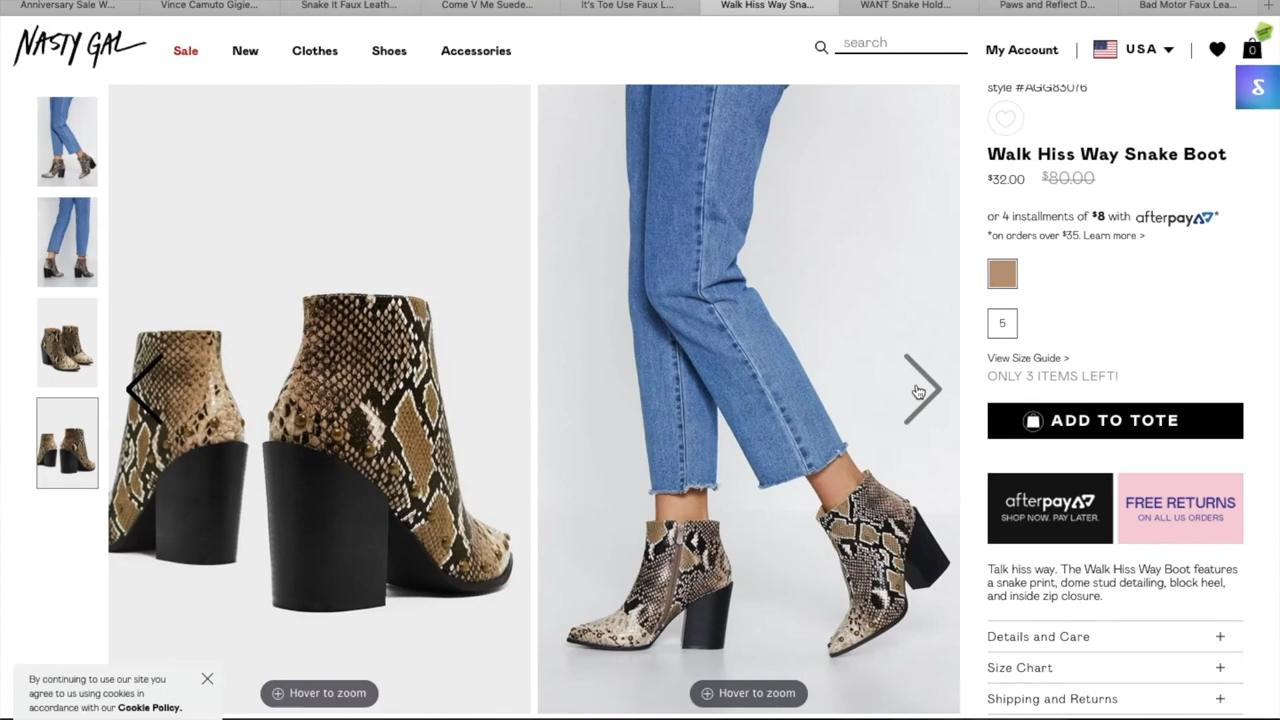 Anniversary Sale W...
Vince Camuto Gigie...
Snake It Faux Leath...
Come V Me Suede...
It's Toe Use Faux L...
Walk Hiss Way Sna...
WANT Snake Hold...
Paws and Reflect D...
Bad Motor Faux Lea...
NASTY GAL
Sale
New
Clothes
Shoes
Accessories
search
My Account
USA
0
style #AGG83076
Walk Hiss Way Snake Boot
$32.00 $80.00
or 4 installments of $8 with afterpay*
*on orders over $35. Learn more >
5
View Size Guide >
ONLY 3 ITEMS LEFT!
ADD TO TOTE
afterpay
SHOP NOW. PAY LATER.
FREE RETURNS
ON ALL US ORDERS
Talk hiss way. The Walk Hiss Way Boot features
a snake print, dome stud detailing, block heel,
and inside zip closure.
Details and Care
Size Chart
Shipping and Returns
Hover to zoom
Hover to zoom
By continuing to use our site you
agree to us using cookies in
accordance with our Cookie Policy.